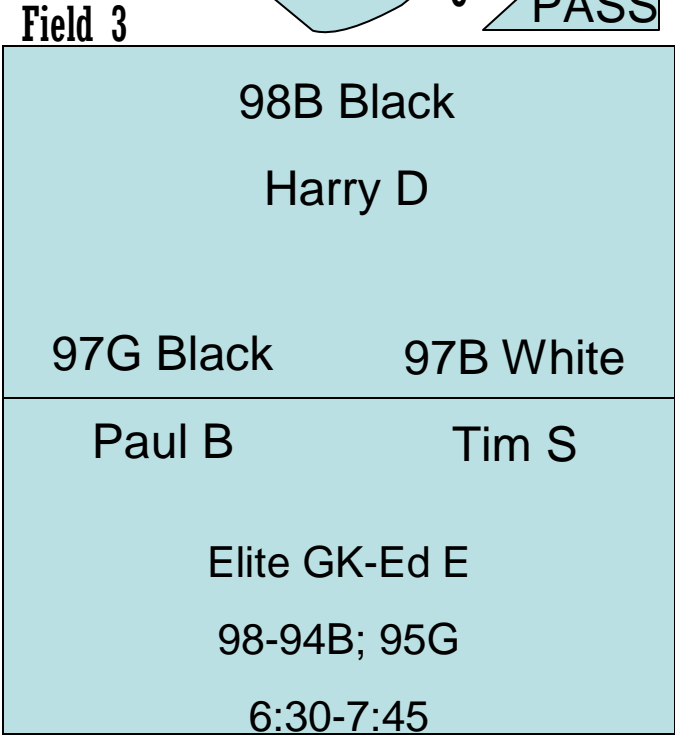 PASS
Field 3
98B Black
Harry D
97G Black 97B White
Paul B Tim S
Elite GK-Ed E
98-94B; 95G
6:30-7:45